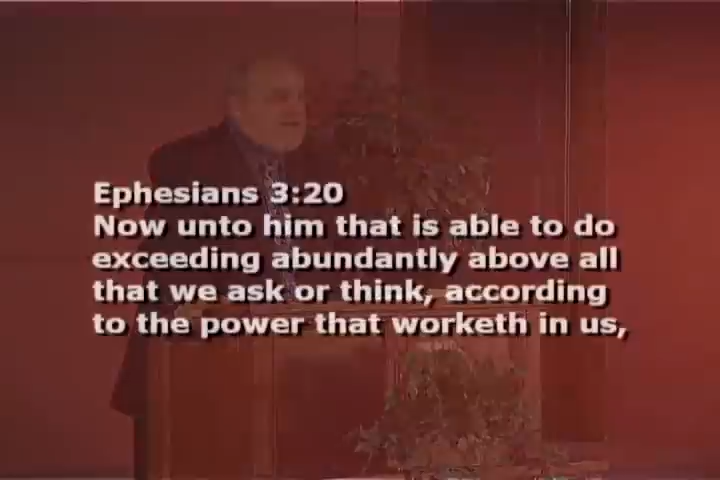 Ephesians 3:20
Now unto him that is able to do
exceeding abundantly above all
that we ask or think, according
to the power that worketh in us,